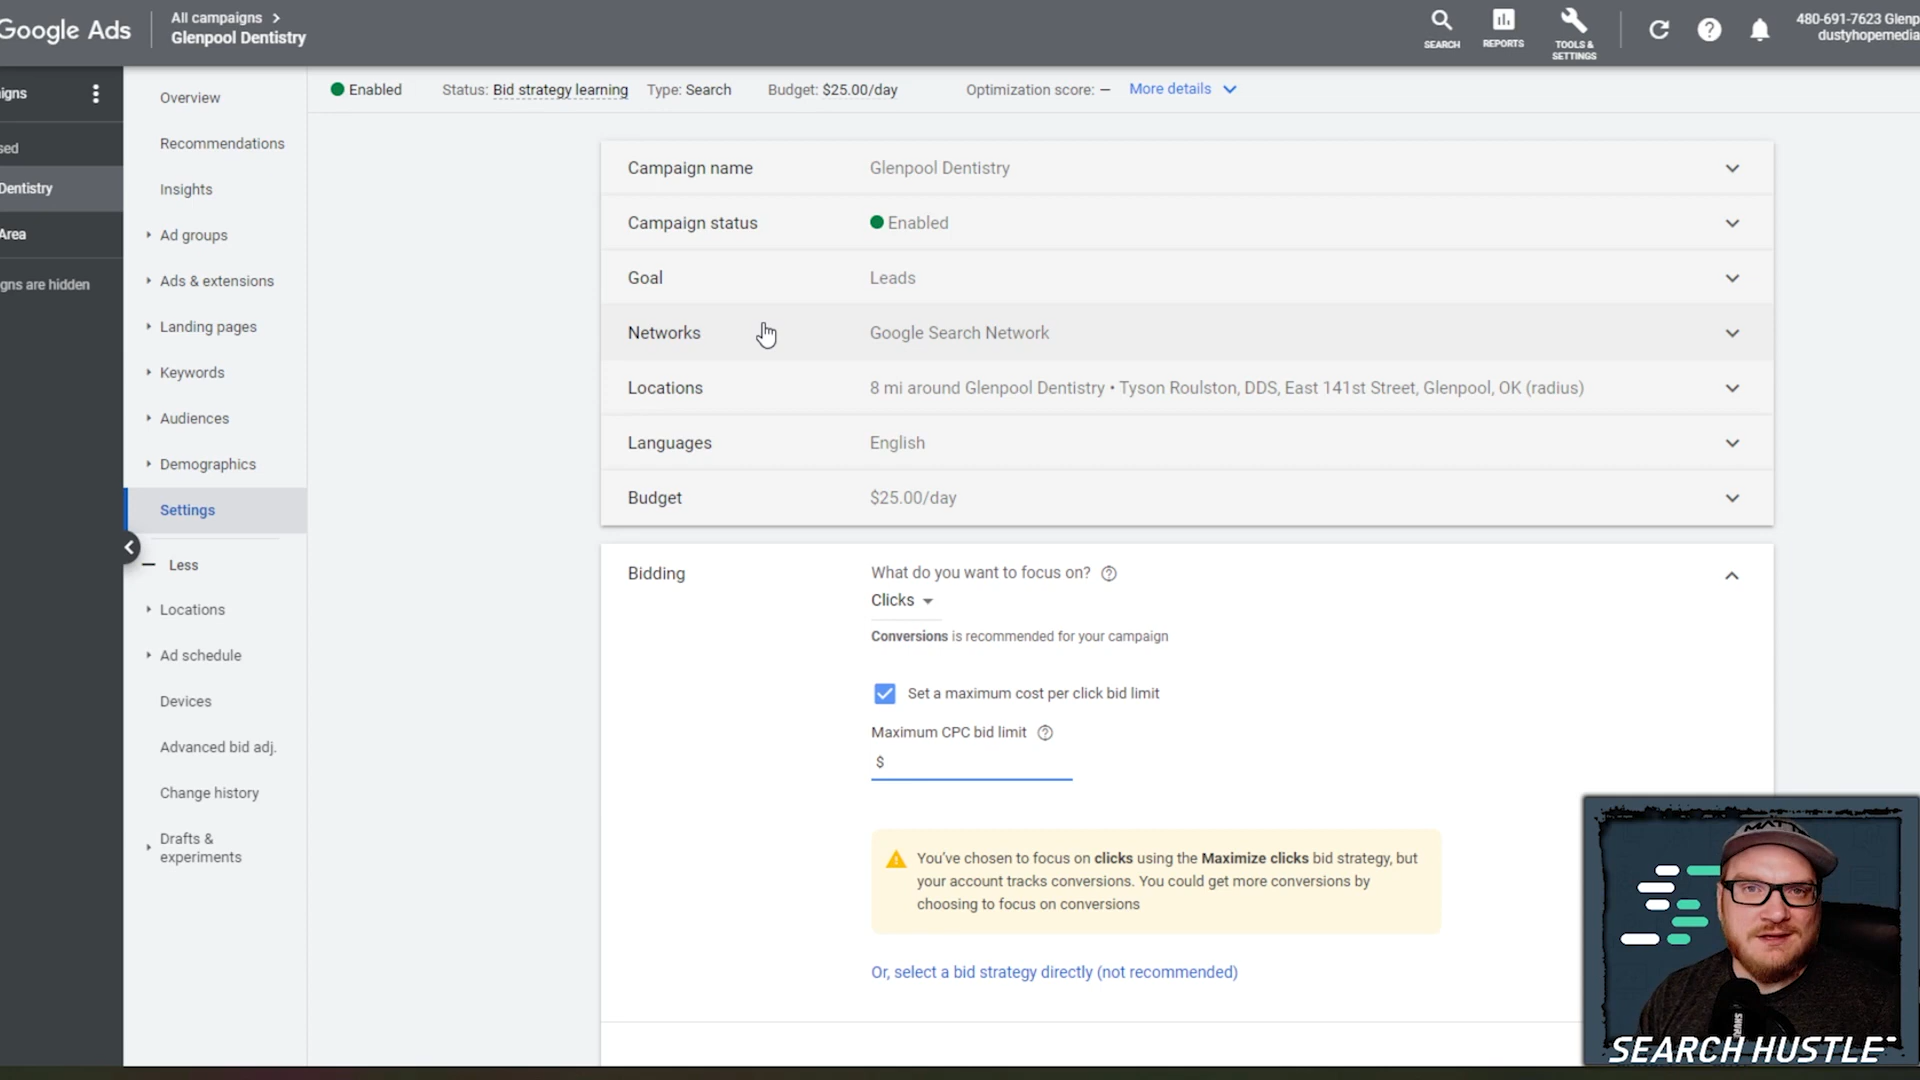 Google Ads
All campaigns >
Glenpool Dentistry
SEARCH
REPORTS
TOOLS &
SETTINGS
480-691-7623 Glenp
dustyhopemedia
igns
sed
Dentistry
Area
gns are hidden
Overview
Recommendations
Insights
Ad groups
Ads & extensions
Landing pages
Keywords
Audiences
Demographics
Settings
Less
Locations
Ad schedule
Devices
Advanced bid adj.
Change history
Drafts &
experiments
Enabled Status: Bid strategy learning Type: Search Budget: $25.00/day Optimization score: – More details
Campaign name Glenpool Dentistry
Campaign status Enabled
Goal Leads
Networks Google Search Network
Locations 8 mi around Glenpool Dentistry • Tyson Roulston, DDS, East 141st Street, Glenpool, OK (radius)
Languages English
Budget $25.00/day
Bidding What do you want to focus on?
Clicks
Conversions is recommended for your campaign
Set a maximum cost per click bid limit
Maximum CPC bid limit
$
You've chosen to focus on clicks using the Maximize clicks bid strategy, but
your account tracks conversions. You could get more conversions by
choosing to focus on conversions
Or, select a bid strategy directly (not recommended)
SEARCH HUSTLE